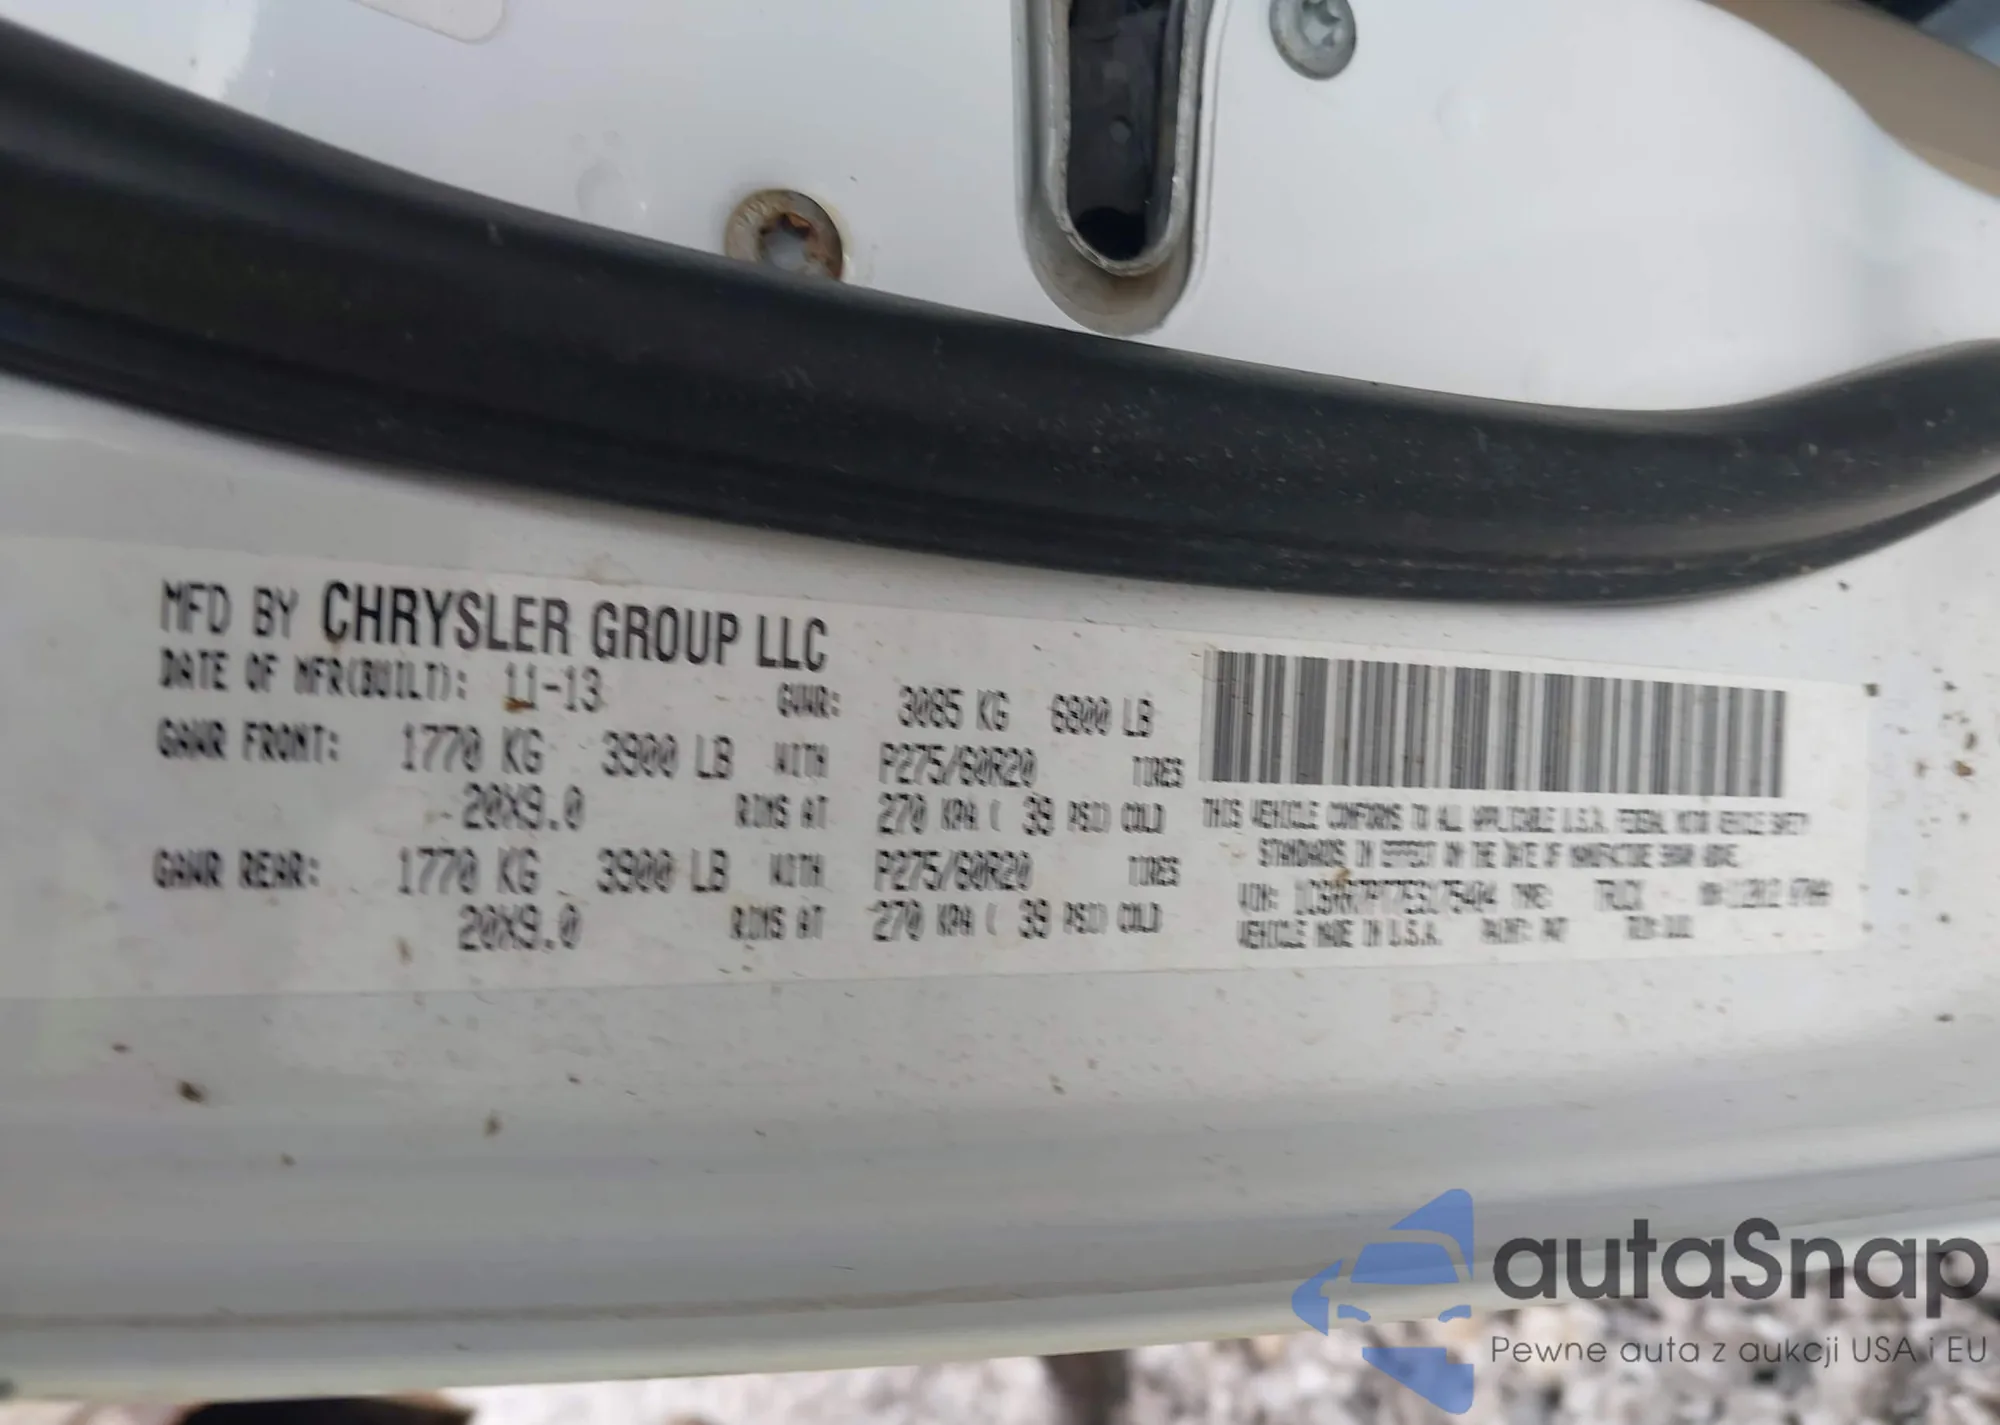 MFD BY CHRYSLER GROUP LLC
DATE OF MFR(BUILT): 11-13 GVWR: 3085 KG 6800 LB
GAWR FRONT: 1770 KG 3900 LB WITH P275/60R20 TIRES
20X9.0 RIMS AT 270 KPA ( 39 PSI) COLD
GAWR REAR: 1770 KG 3900 LB WITH P275/60R20 TIRES
20X9.0 RIMS AT 270 KPA ( 39 PSI) COLD
THIS VEHICLE CONFORMS TO ALL APPLICABLE U.S.A. FEDERAL MOTOR VEHICLE SAFETY
STANDARDS IN EFFECT ON THE DATE OF MANUFACTURE SHOWN ABOVE.
VIN: TYPE: TRUCK
VEHICLE MADE IN U.S.A. PAINT: PW7
autaSnap
Pewne auta z aukcji USA i EU